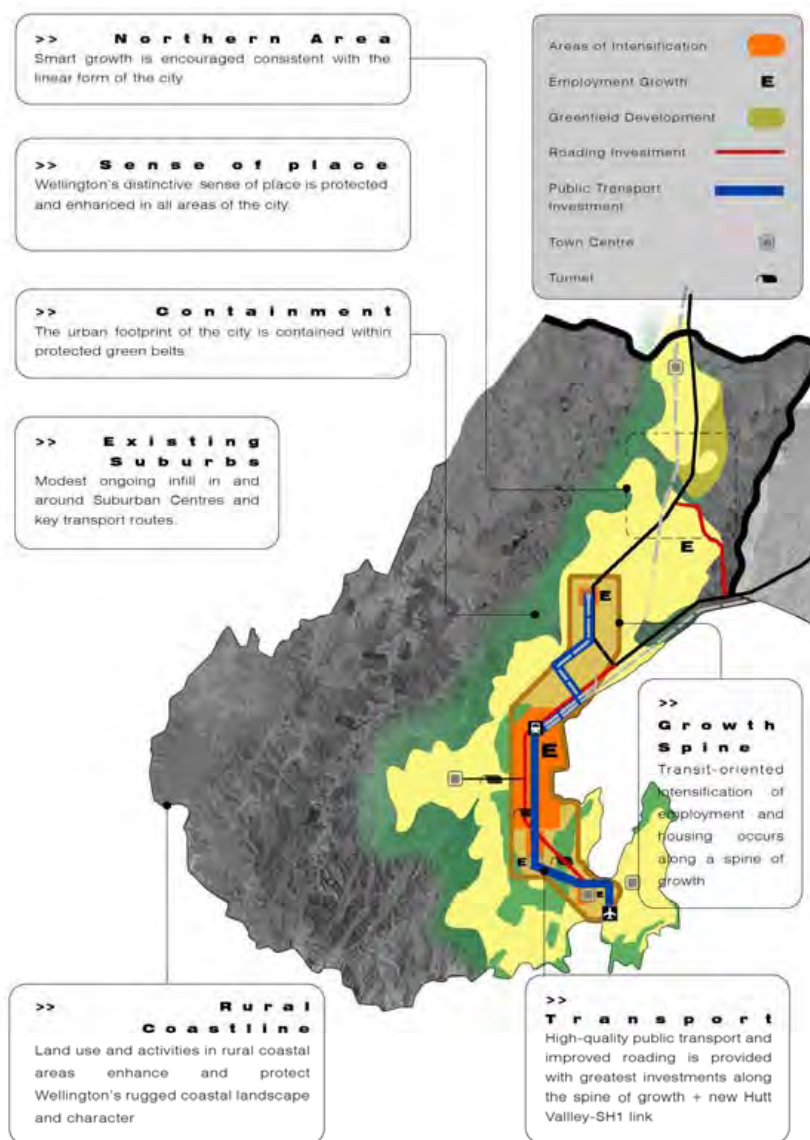 >> Northern Area
Smart growth is encouraged consistent with the
linear form of the city
>> Sense of place
Wellington's distinctive sense of place is protected
and enhanced in all areas of the city.
>> Containment
The urban footprint of the city is contained within
protected green belts
>> Existing
Suburbs
Modest ongoing infill in and
around Suburban Centres and
key transport routes.
Areas of Intensification
Employment Growth E
Greenfield Development
Roading Investment
Public Transport
Investment
Town Centre
Tunnel
E
E
E
E
E
>>
Growth
Spine
Transit-oriented
intensification of
employment and
housing occurs
along a spine of
growth
>> Rural
Coastline
Land use and activities in rural coastal
areas enhance and protect
Wellington's rugged coastal landscape
and character
>>
Transport
High-quality public transport and
improved roading is provided
with greatest investments along
the spine of growth + new Hutt
Vallley-SH1 link